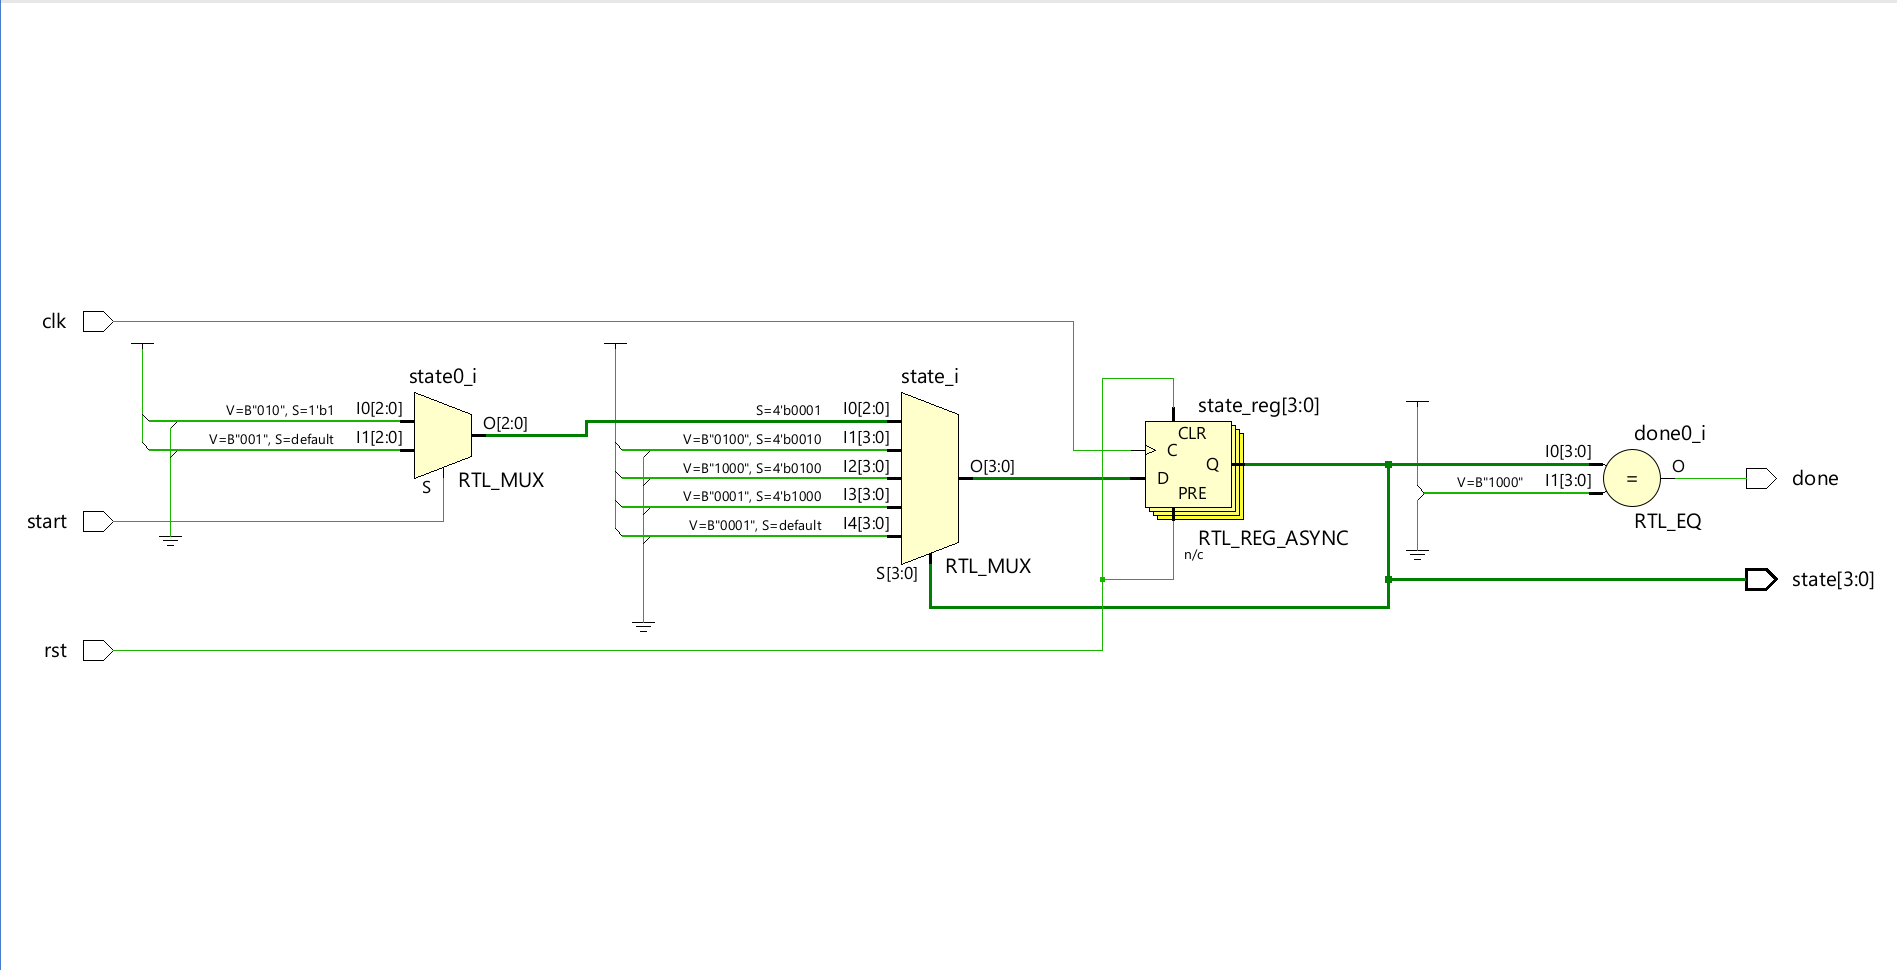 clk
state0_i
V=B"010", S=1'b1 I0[2:0]
V=B"001", S=default I1[2:0]
O[2:0]
S
RTL_MUX
start
state_i
S=4'b0001 I0[2:0]
V=B"0100", S=4'b0010 I1[3:0]
V=B"1000", S=4'b0100 I2[3:0]
V=B"0001", S=4'b1000 I3[3:0]
V=B"0001", S=default I4[3:0]
O[3:0]
S[3:0]
RTL_MUX
rst
state_reg[3:0]
CLR
C
Q
D
PRE
RTL_REG_ASYNC
n/c
done0_i
I0[3:0]
V=B"1000" I1[3:0]
=
O
RTL_EQ
done
state[3:0]